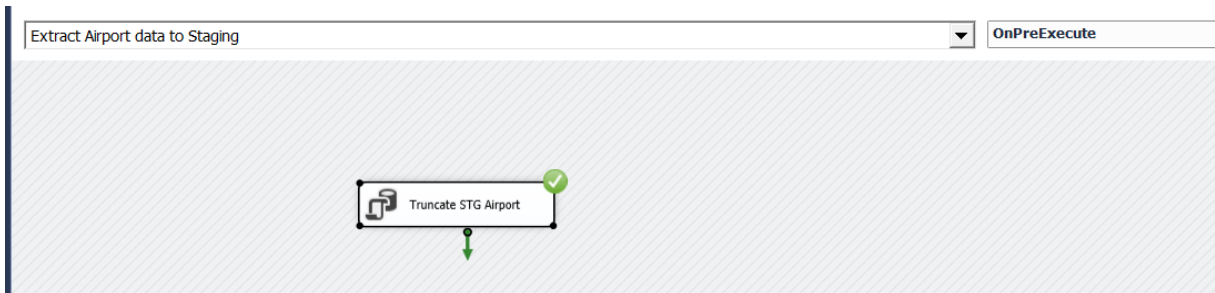 Extract Airport data to Staging
OnPreExecute
Truncate STG Airport